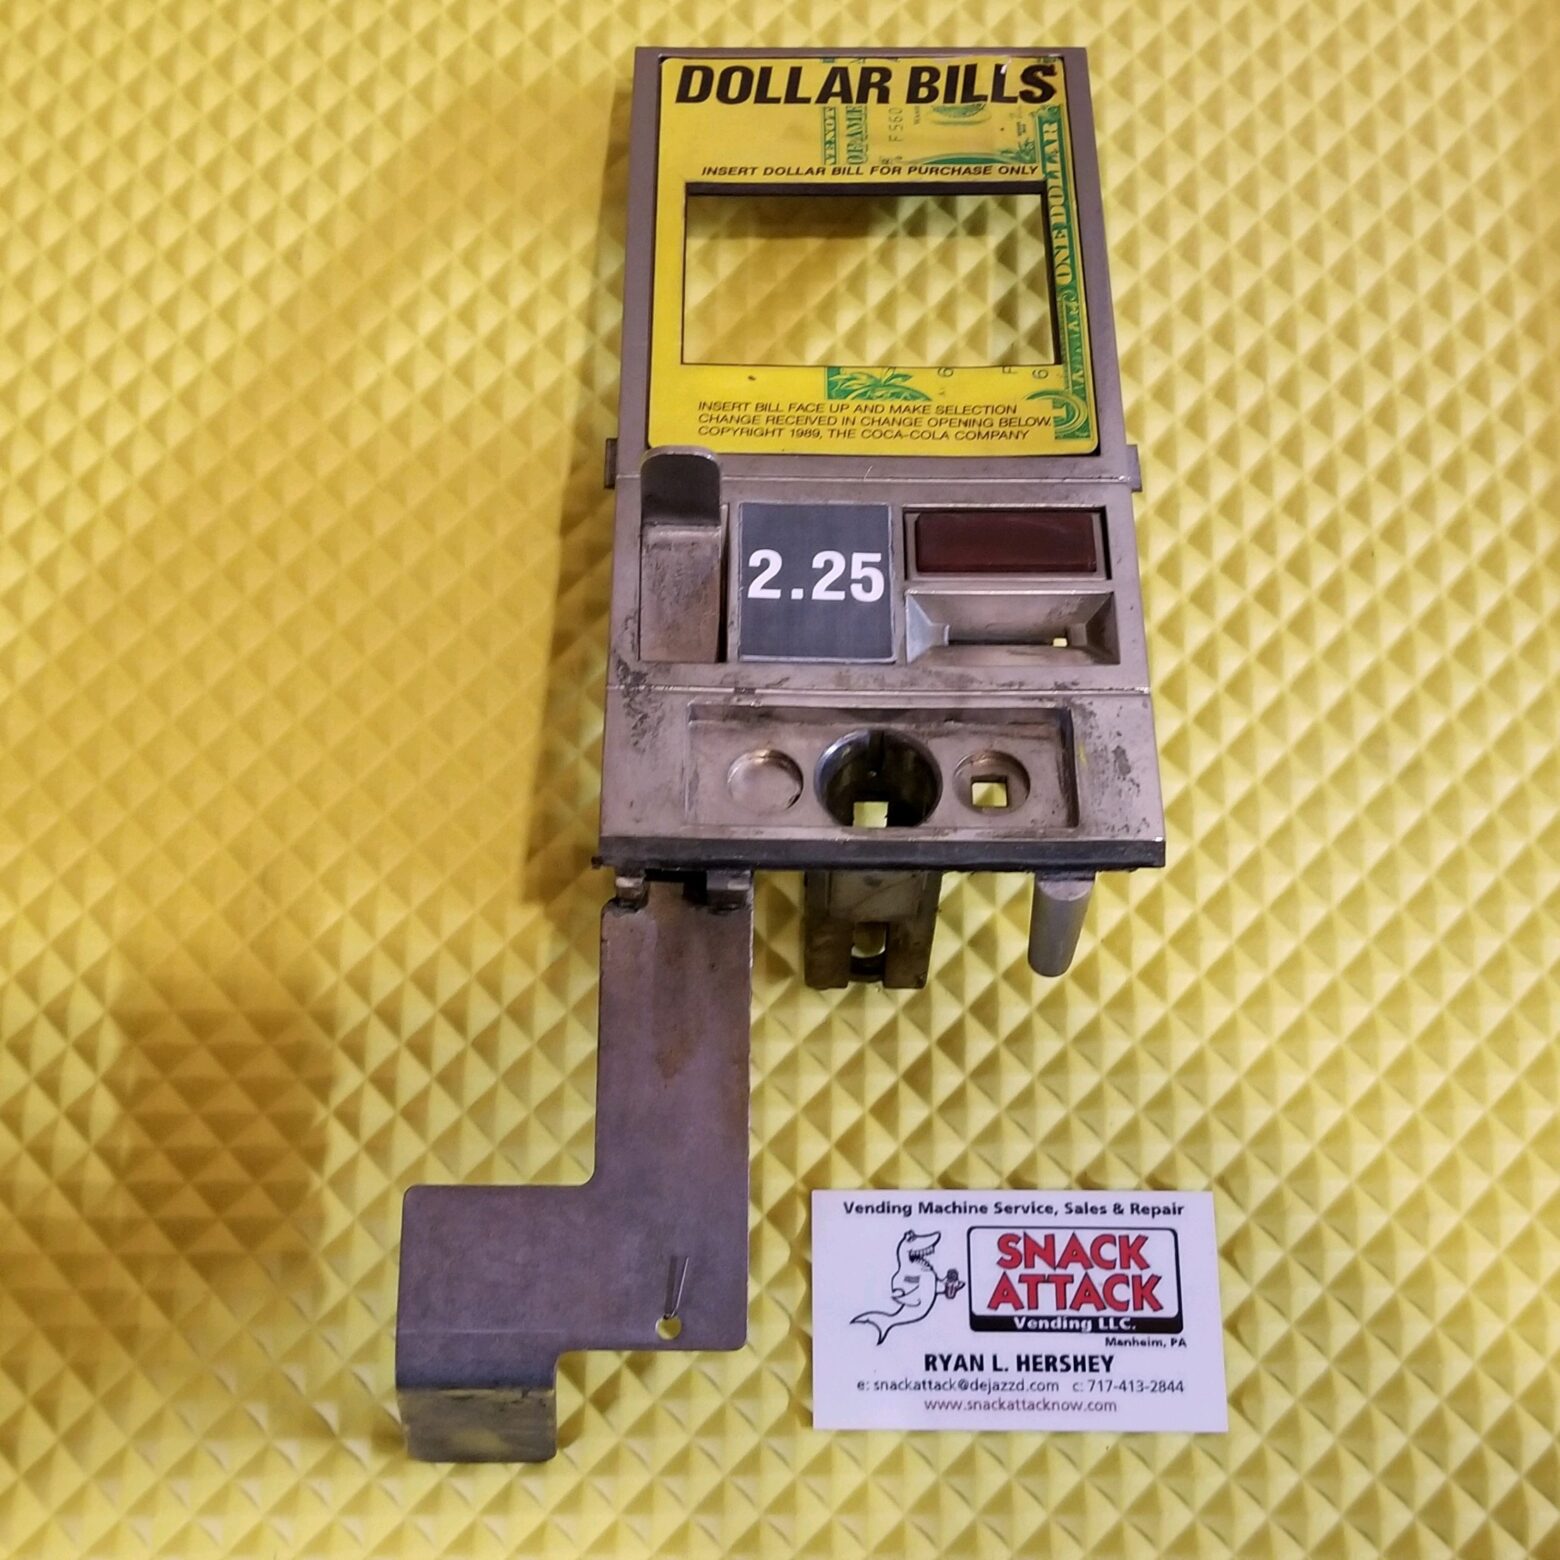 DOLLAR BILLS
F560
INSERT DOLLAR BILL FOR PURCHASE ONLY
ONE DOLLAR
INSERT BILL FACE UP AND MAKE SELECTION
CHANGE RECEIVED IN CHANGE OPENING BELOW.
COPYRIGHT 1989, THE COCA-COLA COMPANY
2.25
Vending Machine Service, Sales & Repair
SNACK
ATTACK
Vending LLC.
Manheim, PA
RYAN L. HERSHEY
e: snackattack@dejazzd.com c: 717-413-2844
www.snackattacknow.com